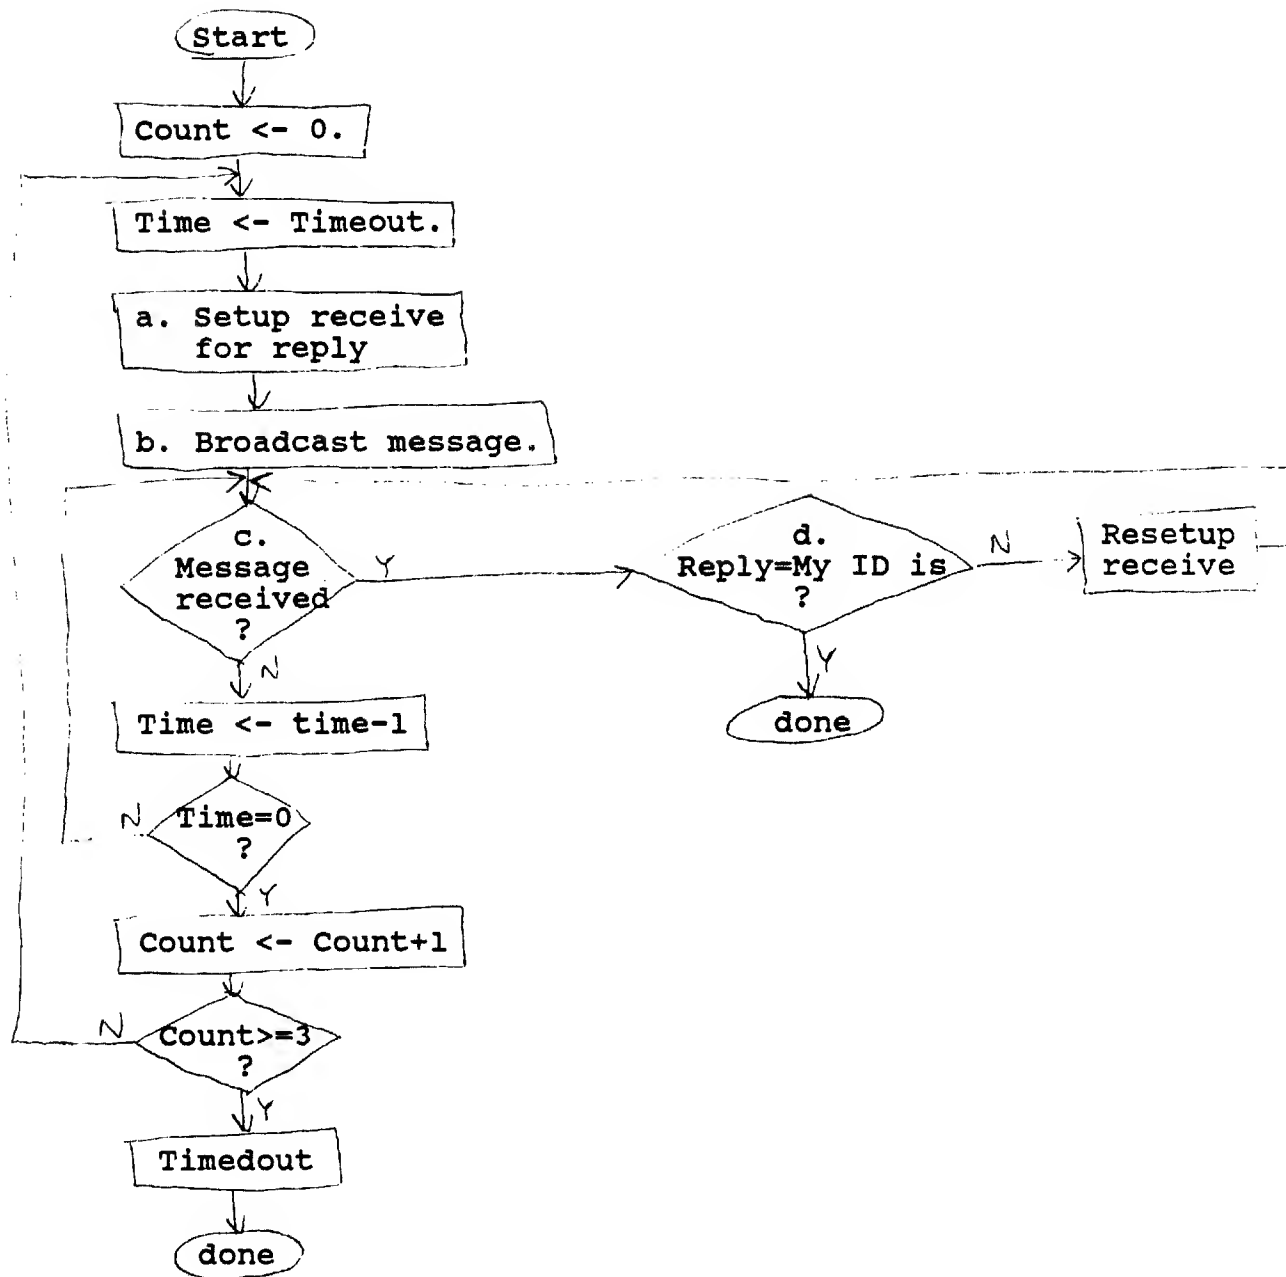 Start
Count <- 0.
Time <- Timeout.
a. Setup receive
for reply
b. Broadcast message.
c.
Message
received
?
Y
N
d.
Reply=My ID is
?
N
Y
Resetup
receive
done
Time <- time-1
Time=0
?
N
Y
Count <- Count+1
Count>=3
?
N
Y
Timedout
done